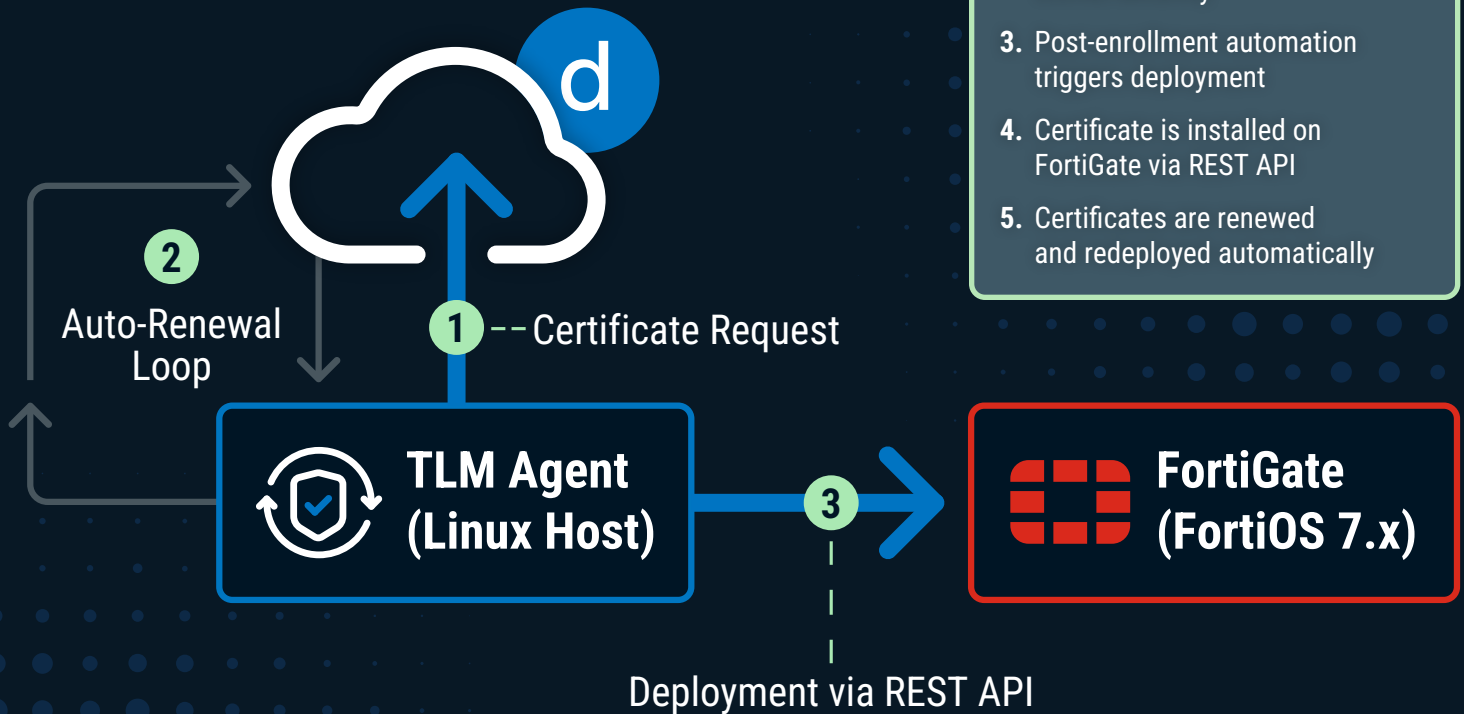 d
3. Post-enrollment automation
triggers deployment
4. Certificate is installed on
FortiGate via REST API
5. Certificates are renewed
and redeployed automatically
2
Auto-Renewal
Loop
1
Certificate Request
TLM Agent
(Linux Host)
3
FortiGate
(FortiOS 7.x)
Deployment via REST API